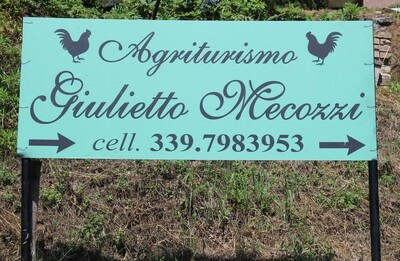 Agriturismo
Giulietto Mecozzi
cell. 339.7983953